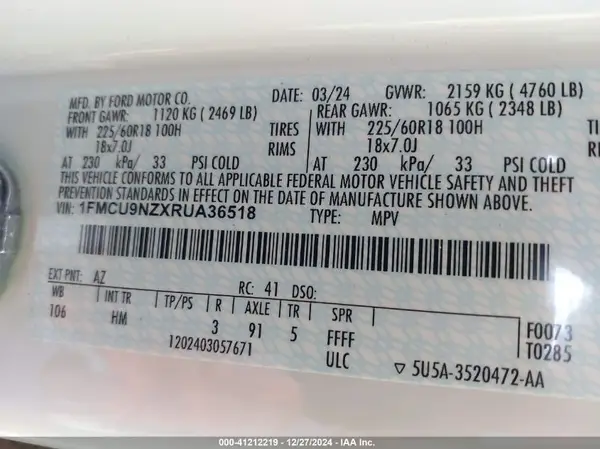 MFD. BY FORD MOTOR CO.
DATE: 03/24 GVWR: 2159 KG ( 4760 LB)
FRONT GAWR: 1120 KG ( 2469 LB) REAR GAWR: 1065 KG ( 2348 LB)
WITH 225/60R18 100H TIRES WITH 225/60R18 100H TI
18x7.0J RIMS 18x7.0J RI
AT 230 kPa/ 33 PSI COLD AT 230 kPa/ 33 PSI COLD
THIS VEHICLE CONFORMS TO ALL APPLICABLE FEDERAL MOTOR VEHICLE SAFETY AND THEFT
PREVENTION STANDARDS IN EFFECT ON THE DATE OF MANUFACTURE SHOWN ABOVE.
VIN: 1FMCU9NZXRUA36518 TYPE: MPV
EXT PNT: AZ RC: 41 DSO:
WB INT TR TP/PS R AXLE TR SPR
106 HM 3 91 5 FFFF F0073
1202403057671 ULC T0285
5U5A-3520472-AA
00-41212219 | 12/27/2024 | IAA Inc.